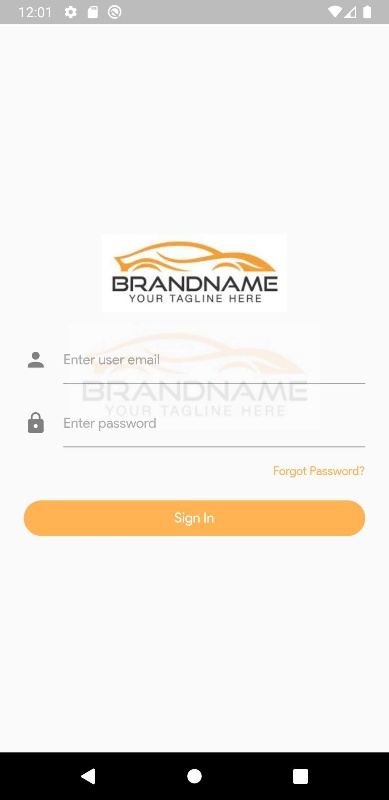 12:01
BRANDNAME
YOUR TAGLINE HERE
Enter user email
BRANDNAME
YOUR TAGLINE HERE
Enter password
Forgot Password?
Sign In